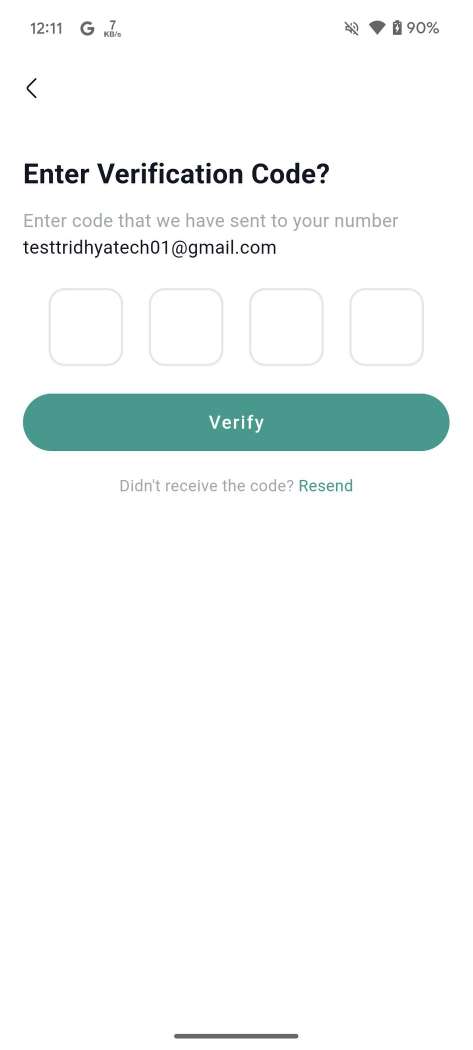 12:11 G 7 KB/s 90%
Enter Verification Code?
Enter code that we have sent to your number
testtridhyatech01@gmail.com
Verify
Didn't receive the code? Resend